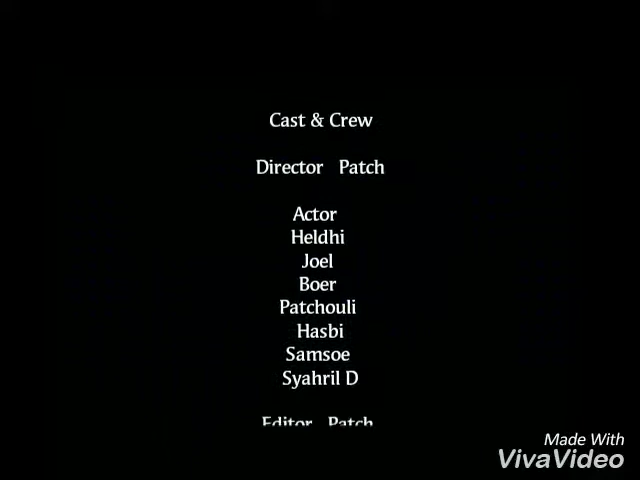 Cast & Crew
Director Patch
Actor
Heldhi
Joel
Boer
Patchouli
Hasbi
Samsoe
Syahril D
Editor Patch
Made With
VivaVideo